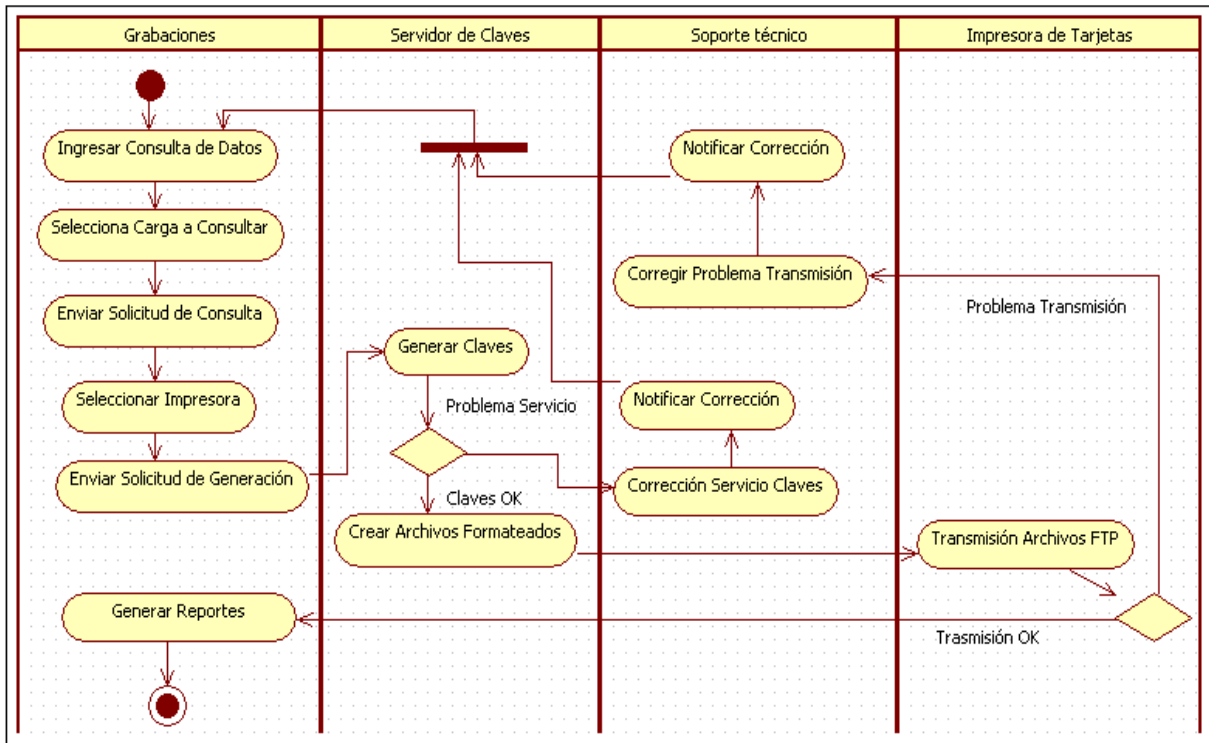 Grabaciones
Servidor de Claves
Soporte técnico
Impresora de Tarjetas
Ingresar Consulta de Datos
Notificar Corrección
Selecciona Carga a Consultar
Corregir Problema Transmisión
Problema Transmisión
Enviar Solicitud de Consulta
Generar Claves
Seleccionar Impresora
Problema Servicio
Notificar Corrección
Enviar Solicitud de Generación
Corrección Servicio Claves
Claves OK
Crear Archivos Formateados
Transmisión Archivos FTP
Generar Reportes
Trasmisión OK